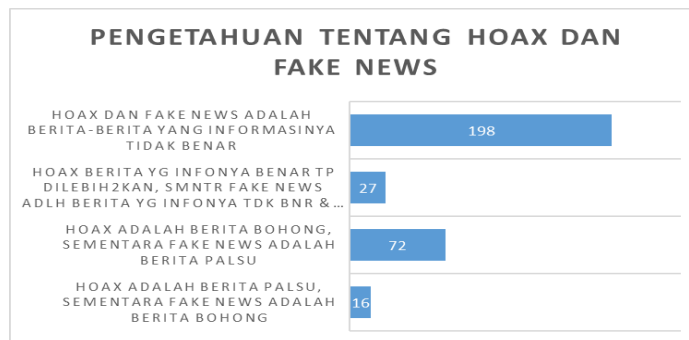 PENGETAHUAN TENTANG HOAX DAN
FAKE NEWS
HOAX DAN FAKE NEWS ADALAH
BERITA-BERITA YANG INFORMASINYA
TIDAK BENAR
198
HOAX BERITA YG INFONYA BENAR TP
DILEBIH2KAN, SMNTR FAKE NEWS
ADLH BERITA YG INFONYA TDK BNR &...
27
HOAX ADALAH BERITA BOHONG,
SEMENTARA FAKE NEWS ADALAH
BERITA PALSU
72
HOAX ADALAH BERITA PALSU,
SEMENTARA FAKE NEWS ADALAH
BERITA BOHONG
16